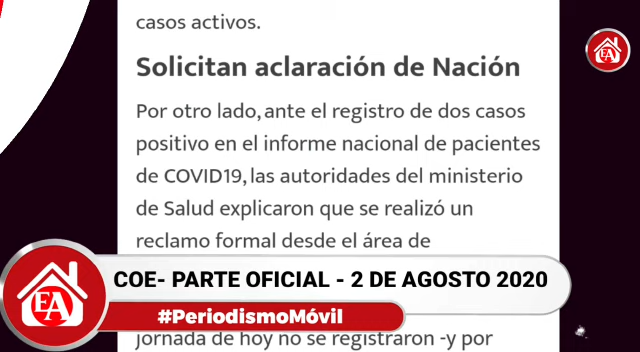 casos activos.
Solicitan aclaración de Nación
Por otro lado, ante el registro de dos casos
positivo en el informe nacional de pacientes
de COVID19, las autoridades del ministerio
de Salud explicaron que se realizó un
reclamo formal desde el área de
COE- PARTE OFICIAL - 2 DE AGOSTO 2020
#PeriodismoMóvil
jornada de hoy no se registraron -y por
EA
EA